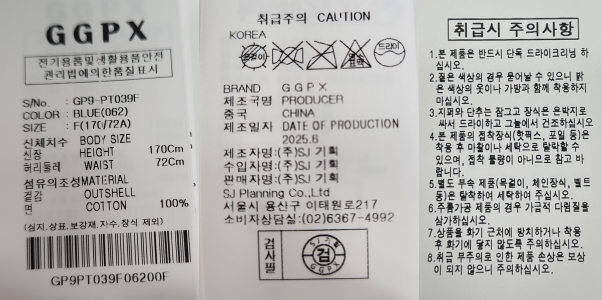 GGPX
전기용품및생활용품안전
관리법에의한품질표시
S/No. : GP9-PT039F
COLOR : BLUE(062)
SIZE : F(170/72A)
신체치수 BODY SIZE
신장 HEIGHT 170Cm
허리둘레 WAIST 72Cm
섬유의조성MATERIAL
겉감 OUTSHELL
면 COTTON 100%
(심지,상표,보강재,자수,장식 제외)
GP9PT039F06200F
취급주의 CAUTION
KOREA
드라이
BRAND GGPX
제조국명 PRODUCER
중국 CHINA
제조일자 DATE OF PRODUCTION
2025.6
제조자명:(주)SJ 기획
수입자명:(주)SJ 기획
판매자명:(주)SJ 기획
SJ Planning Co.,Ltd
서울시 용산구 이태원로217
소비자상담실:(02)6367-4992
검사필
SJ기획
검
GGPX
취급시 주의사항
1.본 제품은 반드시 단독 드라이크리닝 하
십시오.
2.짙은 색상의 경우 묻어날 수 있으니 밝
은 색상의 옷이나 가방과 함께 착용하지
마십시오.
3.지퍼와 단추는 잠그고 장식은 은박지로
싸서 드라이하고 그늘에서 건조하십시오
4.본 제품의 접착장식(핫픽스, 포일 등)은
착용 후 마찰이나 세탁으로 탈락할 수
있으며, 접착 불량이 아니므로 참고 바
랍니다.
5.별도 부속 제품(목걸이, 체인장식, 벨트
등)은 탈착하여 세탁하여 주십시오.
6.주름가공 제품의 경우 가급적 다림질을
삼가하십시오.
7.상품을 화기 근처에 방치하거나 착용
후 화기에 닿지 않도록 주의하십시오.
8.취급 부주의로 인한 제품 손상은 보상
이 되지 않으니 주의하십시오.